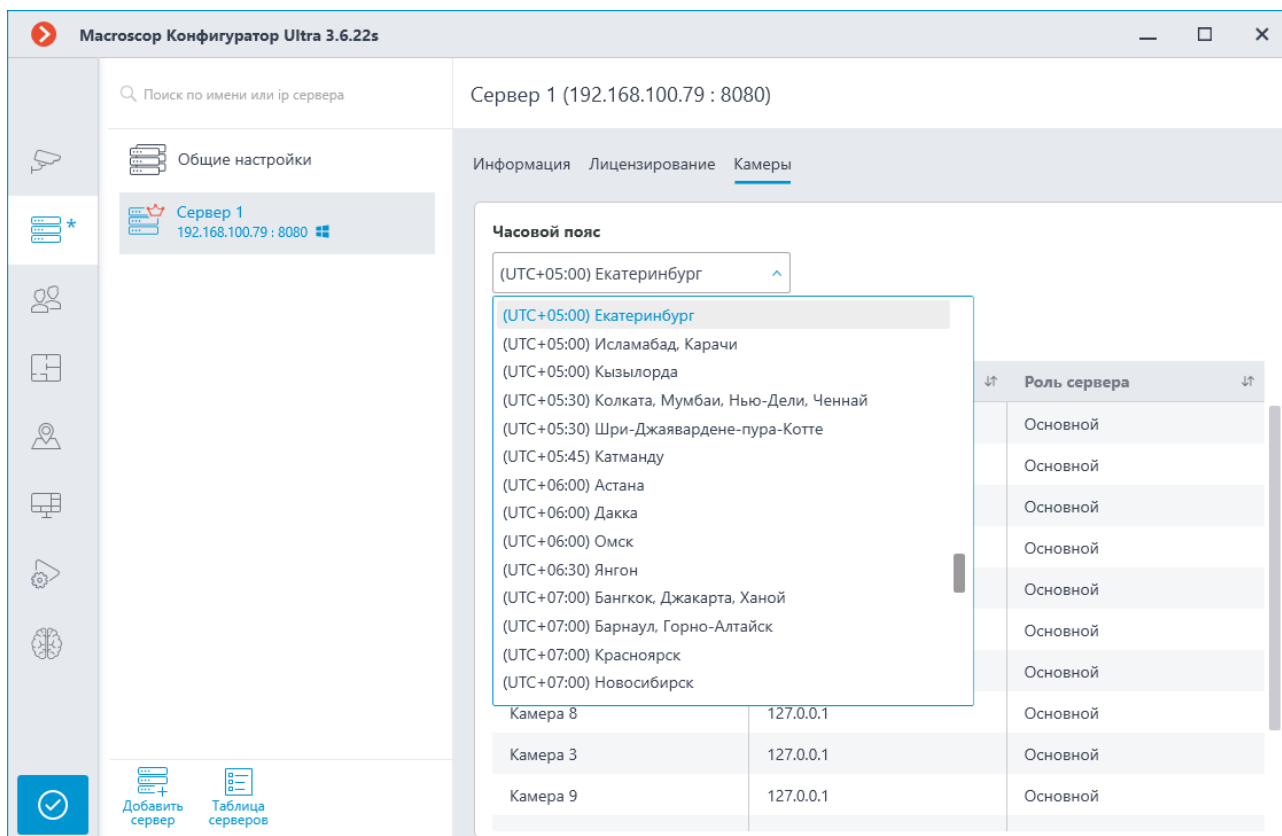 Macroscop Конфигуратор Ultra 3.6.22s
Поиск по имени или ip сервера
Общие настройки
Сервер 1
192.168.100.79 : 8080
Добавить сервер
Таблица серверов
Сервер 1 (192.168.100.79 : 8080)
Информация Лицензирование Камеры
Часовой пояс
(UTC+05:00) Екатеринбург
(UTC+05:00) Екатеринбург
(UTC+05:00) Исламабад, Карачи
(UTC+05:00) Кызылорда
(UTC+05:30) Колката, Мумбаи, Нью-Дели, Ченнай
(UTC+05:30) Шри-Джаявардене-пура-Котте
(UTC+05:45) Катманду
(UTC+06:00) Астана
(UTC+06:00) Дакка
(UTC+06:00) Омск
(UTC+06:30) Янгон
(UTC+07:00) Бангкок, Джакарта, Ханой
(UTC+07:00) Барнаул, Горно-Алтайск
(UTC+07:00) Красноярск
(UTC+07:00) Новосибирск
Роль сервера
Основной
Основной
Основной
Основной
Основной
Основной
Основной
Камера 8 127.0.0.1 Основной
Камера 3 127.0.0.1 Основной
Камера 9 127.0.0.1 Основной